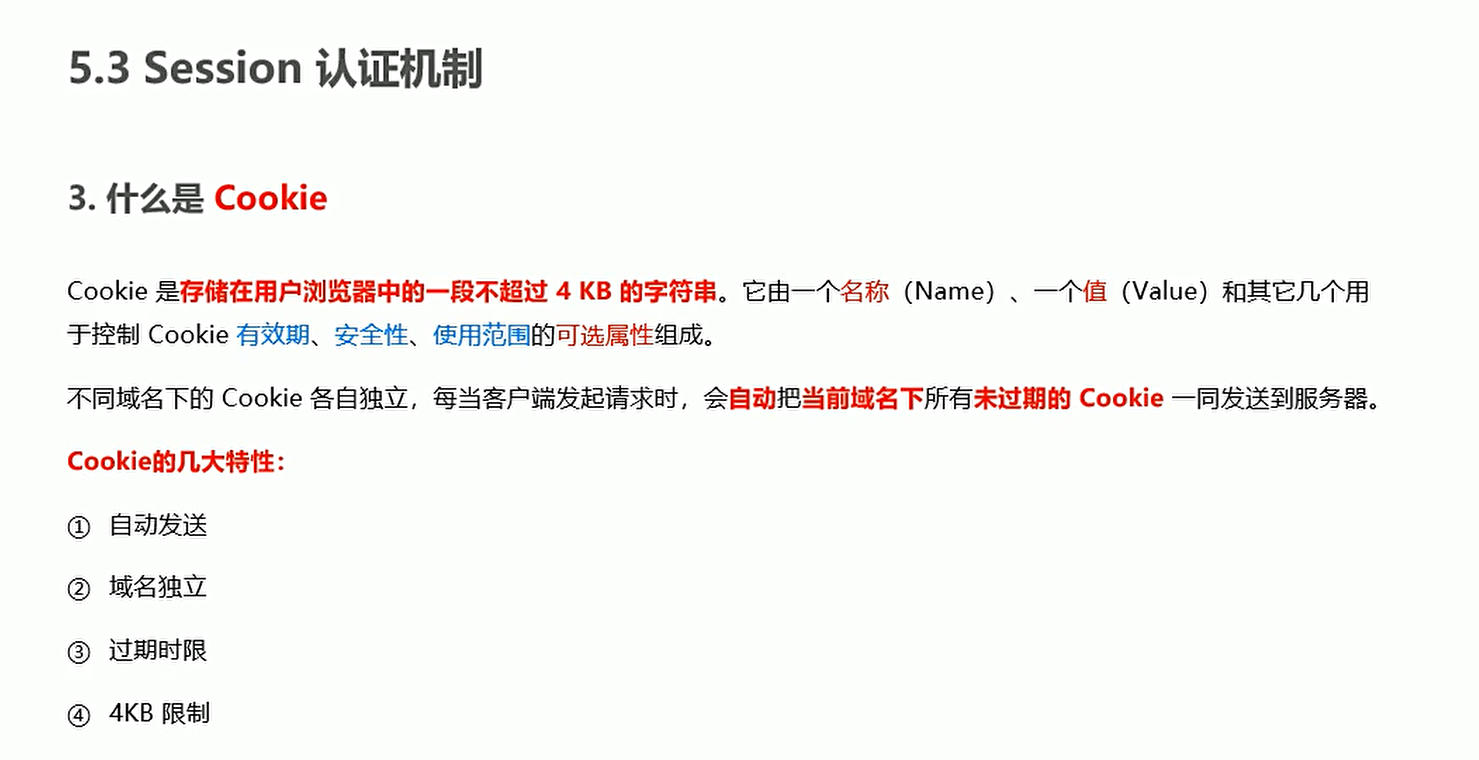 5.3 Session 认证机制
3. 什么是 Cookie
Cookie 是存储在用户浏览器中的一段不超过 4 KB 的字符串。它由一个名称（Name）、一个值（Value）和其它几个用
于控制 Cookie 有效期、安全性、使用范围的可选属性组成。
不同域名下的 Cookie 各自独立，每当客户端发起请求时，会自动把当前域名下所有未过期的 Cookie 一同发送到服务器。
Cookie的几大特性：
① 自动发送
② 域名独立
③ 过期时限
④ 4KB 限制